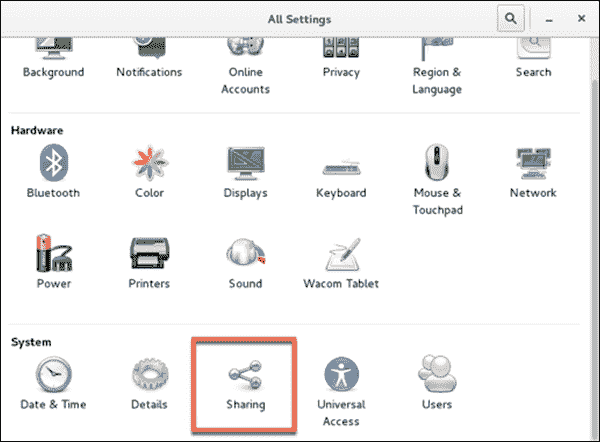 All Settings
Background Notifications Online Accounts Privacy Region & Language Search
Hardware
Bluetooth Color Displays Keyboard Mouse & Touchpad Network
Power Printers Sound Wacom Tablet
System
Date & Time Details Sharing Universal Access Users